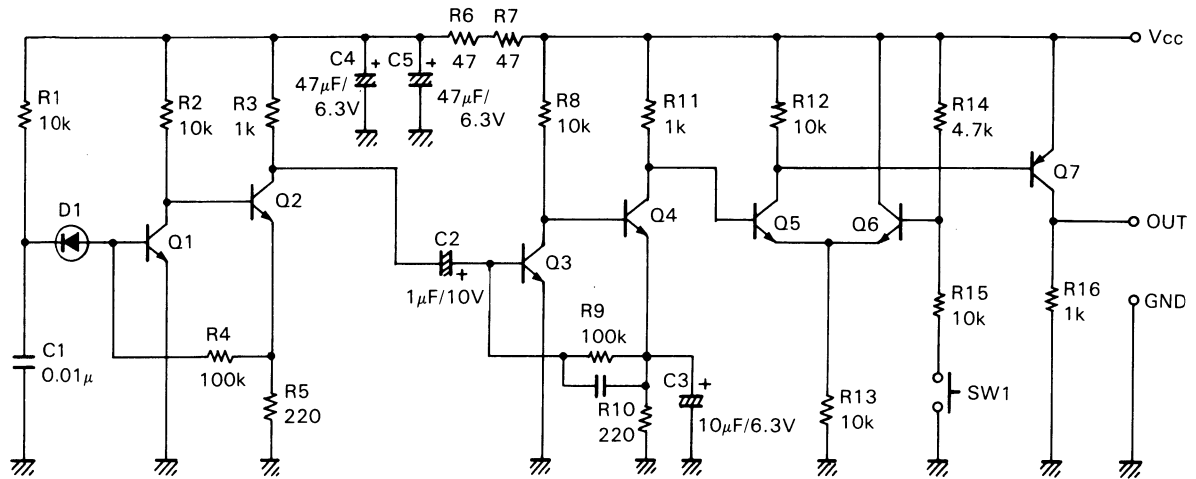 R6
47
R7
47
Vcc
R1
10k
R2
10k
R3
1k
C4
+
47μF/
6.3V
C5
+
47μF/
6.3V
R8
10k
R11
1k
R12
10k
R14
4.7k
Q7
D1
Q1
Q2
C2
+
1μF/10V
Q3
Q4
Q5
Q6
OUT
R4
100k
R9
100k
R15
10k
R16
1k
GND
C1
0.01μ
R5
220
R10
220
C3
+
10μF/6.3V
R13
10k
SW1